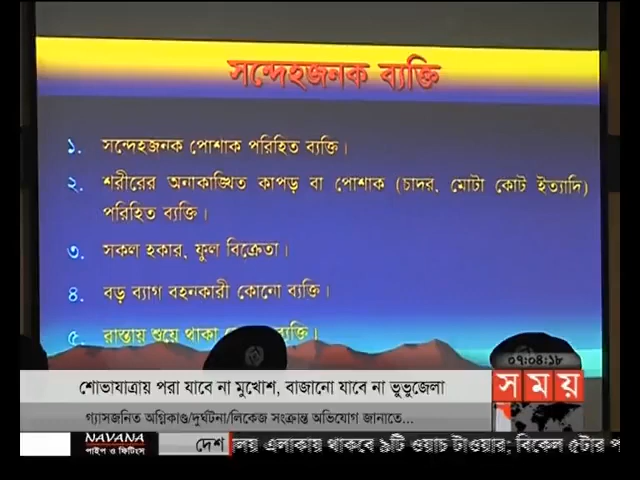 সন্দেহজনক ব্যক্তি
১. সন্দেহজনক পোশাক পরিহিত ব্যক্তি।
২. শরীরের অনাকাঙ্খিত কাপড় বা পোশাক (চাদর, মোটা কোট ইত্যাদি)
পরিহিত ব্যক্তি।
৩. সকল হকার, ফুল বিক্রেতা।
৪. বড় ব্যাগ বহনকারী কোনো ব্যক্তি।
৫. রাস্তায় শুয়ে থাকা ব্যক্তি।
০৭:০৪:১৮
শোভাযাত্রায় পরা যাবে না মুখোশ, বাজানো যাবে না ভুভুজেলা
সময়
গ্যাসজনিত অগ্নিকাণ্ড/দুর্ঘটনা/লিকেজ সংক্রান্ত অভিযোগ জানাতে...
NAVANA
পাইপ ও ফিটিংস
দেশ
লয় এলাকায় থাকবে ৯টি ওয়াচ টাওয়ার; বিকেল ৫টার প